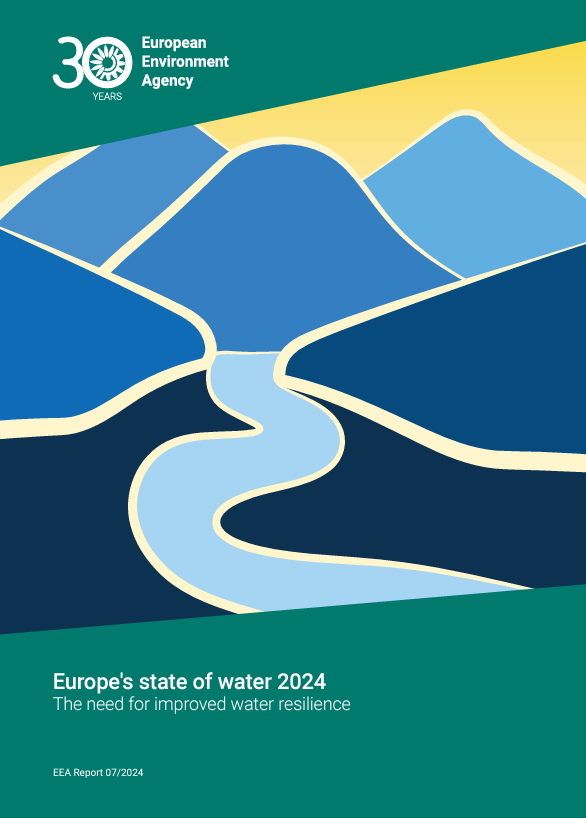 30
YEARS
European
Environment
Agency
Europe's state of water 2024
The need for improved water resilience
EEA Report 07/2024